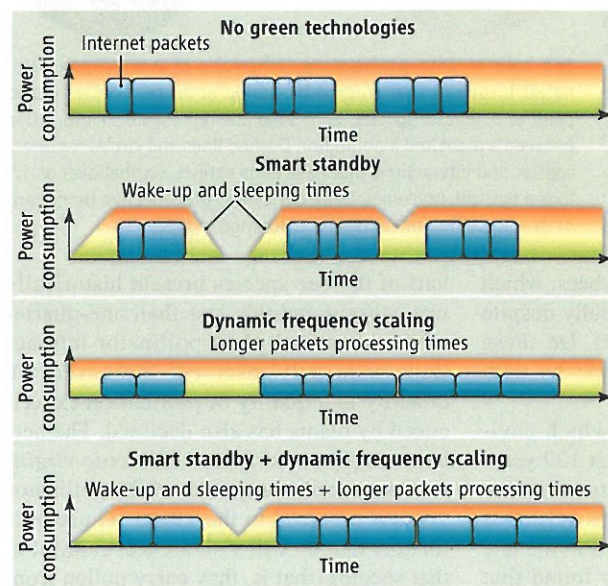 No green technologies
Internet packets
Power
consumption
Time
Smart standby
Wake-up and sleeping times
Power
consumption
Time
Dynamic frequency scaling
Longer packets processing times
Power
consumption
Time
Smart standby + dynamic frequency scaling
Wake-up and sleeping times + longer packets processing times
Power
consumption
Time